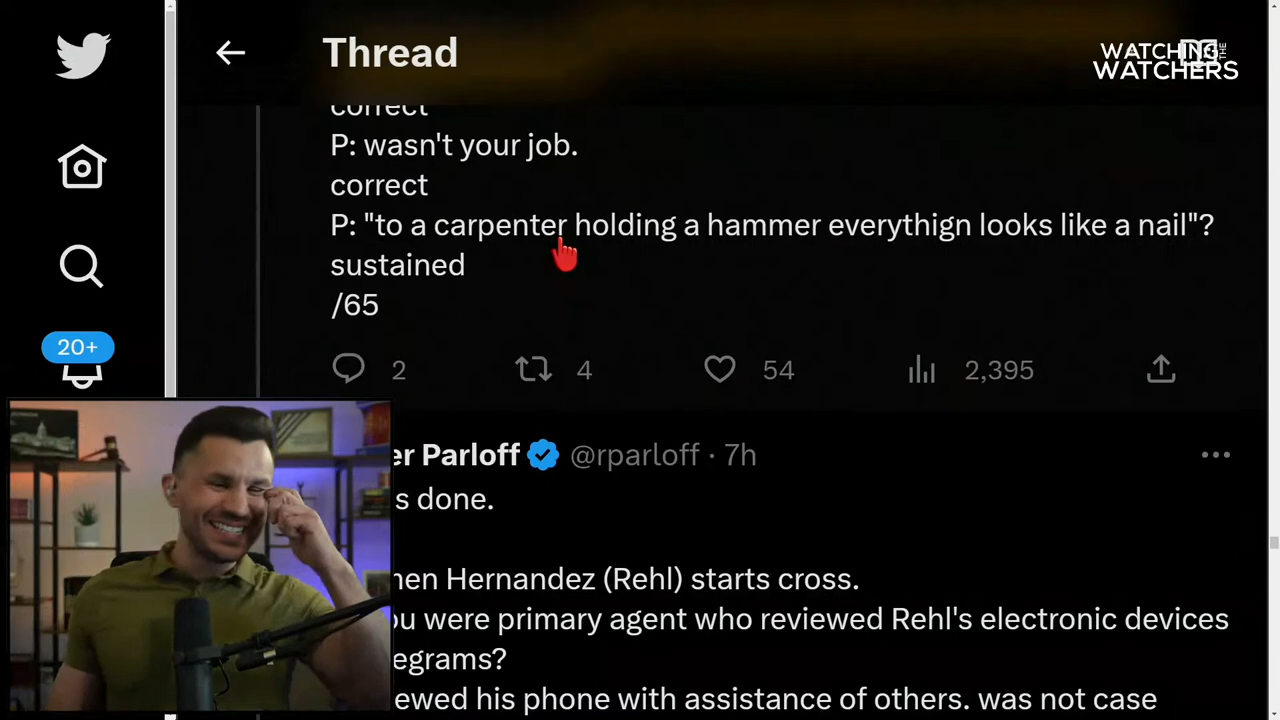 Thread
WATCHING THE
WATCHERS
correct
P: wasn't your job.
correct
P: "to a carpenter holding a hammer everythign looks like a nail"?
sustained
/65
20+
2
4
54
2,395
er Parloff @rparloff · 7h
s done.
hen Hernandez (Rehl) starts cross.
ou were primary agent who reviewed Rehl's electronic devices
egrams?
ewed his phone with assistance of others. was not case